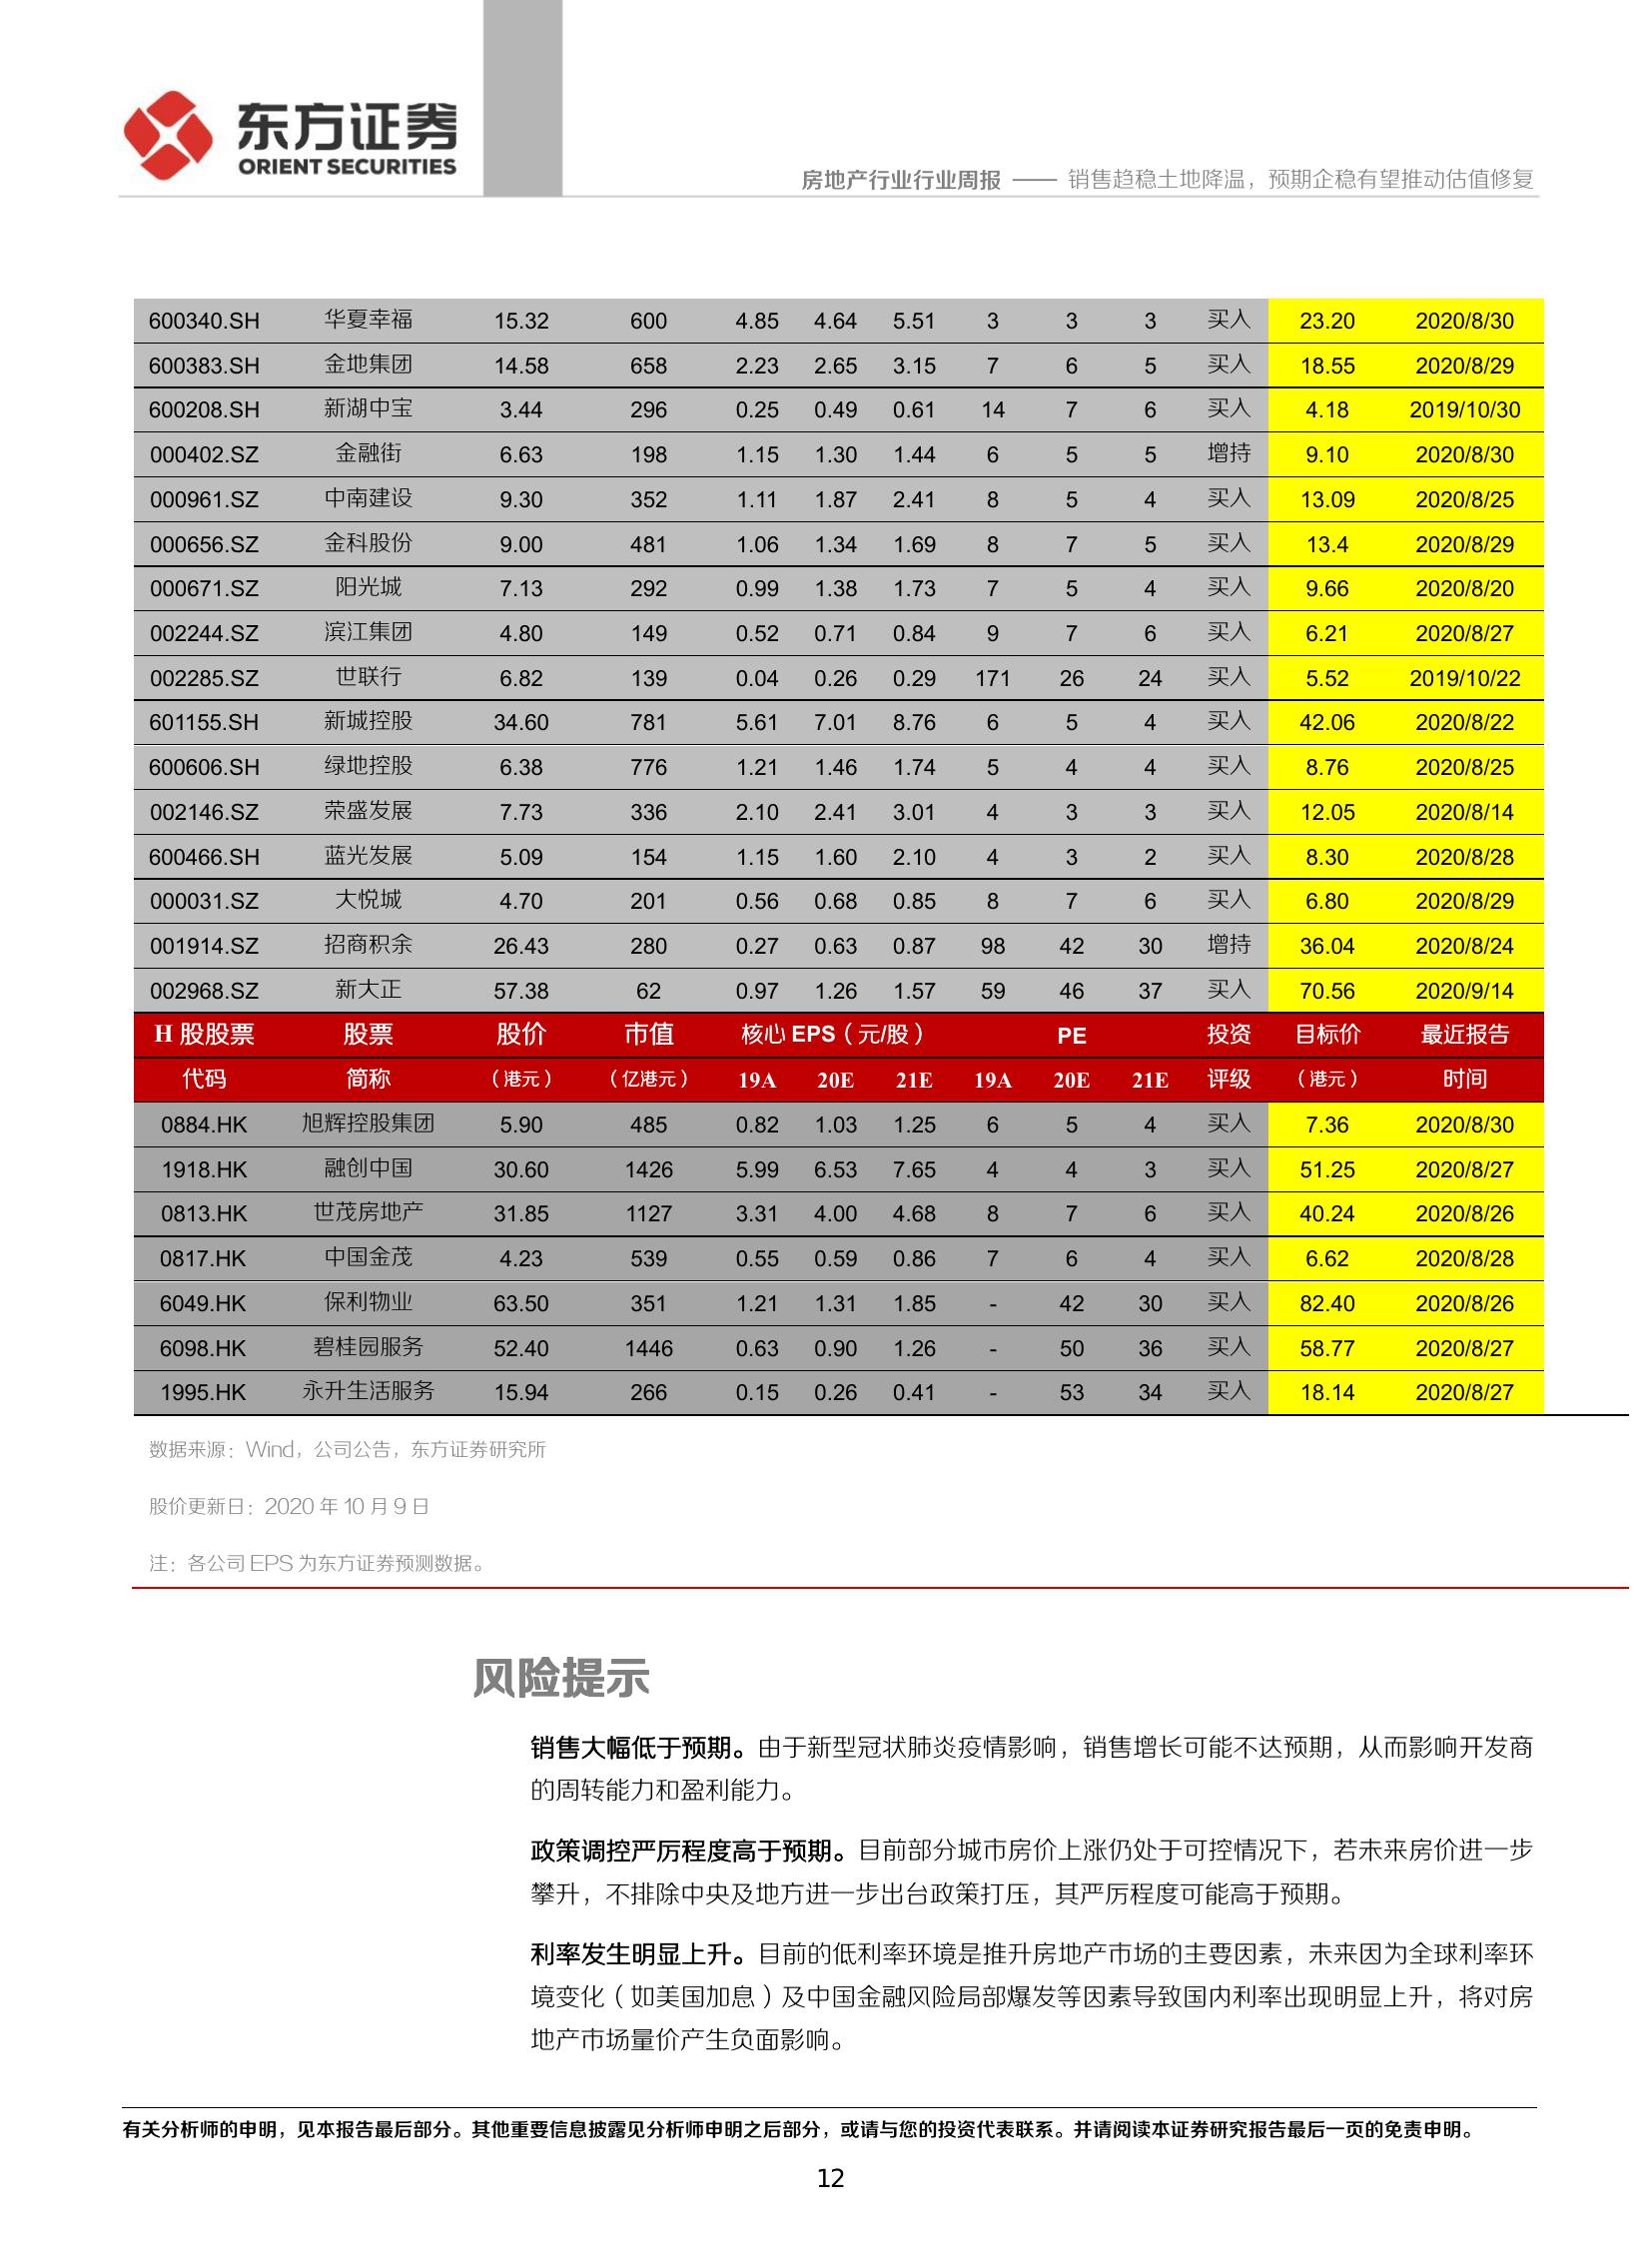 东方证券
ORIENT SECURITIES
房地产行业行业周报 —— 销售趋稳土地降温，预期企稳有望推动估值修复
600340.SH 华夏幸福 15.32 600 4.85 4.64 5.51 3 3 3 买入 23.20 2020/8/30
600383.SH 金地集团 14.58 658 2.23 2.65 3.15 7 6 5 买入 18.55 2020/8/29
600208.SH 新湖中宝 3.44 296 0.25 0.49 0.61 14 7 6 买入 4.18 2019/10/30
000402.SZ 金融街 6.63 198 1.15 1.30 1.44 6 5 5 增持 9.10 2020/8/30
000961.SZ 中南建设 9.30 352 1.11 1.87 2.41 8 5 4 买入 13.09 2020/8/25
000656.SZ 金科股份 9.00 481 1.06 1.34 1.69 8 7 5 买入 13.4 2020/8/29
000671.SZ 阳光城 7.13 292 0.99 1.38 1.73 7 5 4 买入 9.66 2020/8/20
002244.SZ 滨江集团 4.80 149 0.52 0.71 0.84 9 7 6 买入 6.21 2020/8/27
002285.SZ 世联行 6.82 139 0.04 0.26 0.29 171 26 24 买入 5.52 2019/10/22
601155.SH 新城控股 34.60 781 5.61 7.01 8.76 6 5 4 买入 42.06 2020/8/22
600606.SH 绿地控股 6.38 776 1.21 1.46 1.74 5 4 4 买入 8.76 2020/8/25
002146.SZ 荣盛发展 7.73 336 2.10 2.41 3.01 4 3 3 买入 12.05 2020/8/14
600466.SH 蓝光发展 5.09 154 1.15 1.60 2.10 4 3 2 买入 8.30 2020/8/28
000031.SZ 大悦城 4.70 201 0.56 0.68 0.85 8 7 6 买入 6.80 2020/8/29
001914.SZ 招商积余 26.43 280 0.27 0.63 0.87 98 42 30 增持 36.04 2020/8/24
002968.SZ 新大正 57.38 62 0.97 1.26 1.57 59 46 37 买入 70.56 2020/9/14
H 股股票 股票 股价 市值 核心 EPS（元/股） PE 投资 目标价 最近报告
代码 简称 （港元） （亿港元） 19A 20E 21E 19A 20E 21E 评级 （港元） 时间
0884.HK 旭辉控股集团 5.90 485 0.82 1.03 1.25 6 5 4 买入 7.36 2020/8/30
1918.HK 融创中国 30.60 1426 5.99 6.53 7.65 4 4 3 买入 51.25 2020/8/27
0813.HK 世茂房地产 31.85 1127 3.31 4.00 4.68 8 7 6 买入 40.24 2020/8/26
0817.HK 中国金茂 4.23 539 0.55 0.59 0.86 7 6 4 买入 6.62 2020/8/28
6049.HK 保利物业 63.50 351 1.21 1.31 1.85 - 42 30 买入 82.40 2020/8/26
6098.HK 碧桂园服务 52.40 1446 0.63 0.90 1.26 - 50 36 买入 58.77 2020/8/27
1995.HK 永升生活服务 15.94 266 0.15 0.26 0.41 - 53 34 买入 18.14 2020/8/27
数据来源：Wind，公司公告，东方证券研究所
股价更新日：2020 年 10 月 9 日
注：各公司 EPS 为东方证券预测数据。
风险提示
销售大幅低于预期。由于新型冠状肺炎疫情影响，销售增长可能不达预期，从而影响开发商
的周转能力和盈利能力。
政策调控严厉程度高于预期。目前部分城市房价上涨仍处于可控情况下，若未来房价进一步
攀升，不排除中央及地方进一步出台政策打压，其严厉程度可能高于预期。
利率发生明显上升。目前的低利率环境是推升房地产市场的主要因素，未来因为全球利率环
境变化（如美国加息）及中国金融风险局部爆发等因素导致国内利率出现明显上升，将对房
地产市场量价产生负面影响。
有关分析师的申明，见本报告最后部分。其他重要信息披露见分析师申明之后部分，或请与您的投资代表联系。并请阅读本证券研究报告最后一页的免责申明。
12